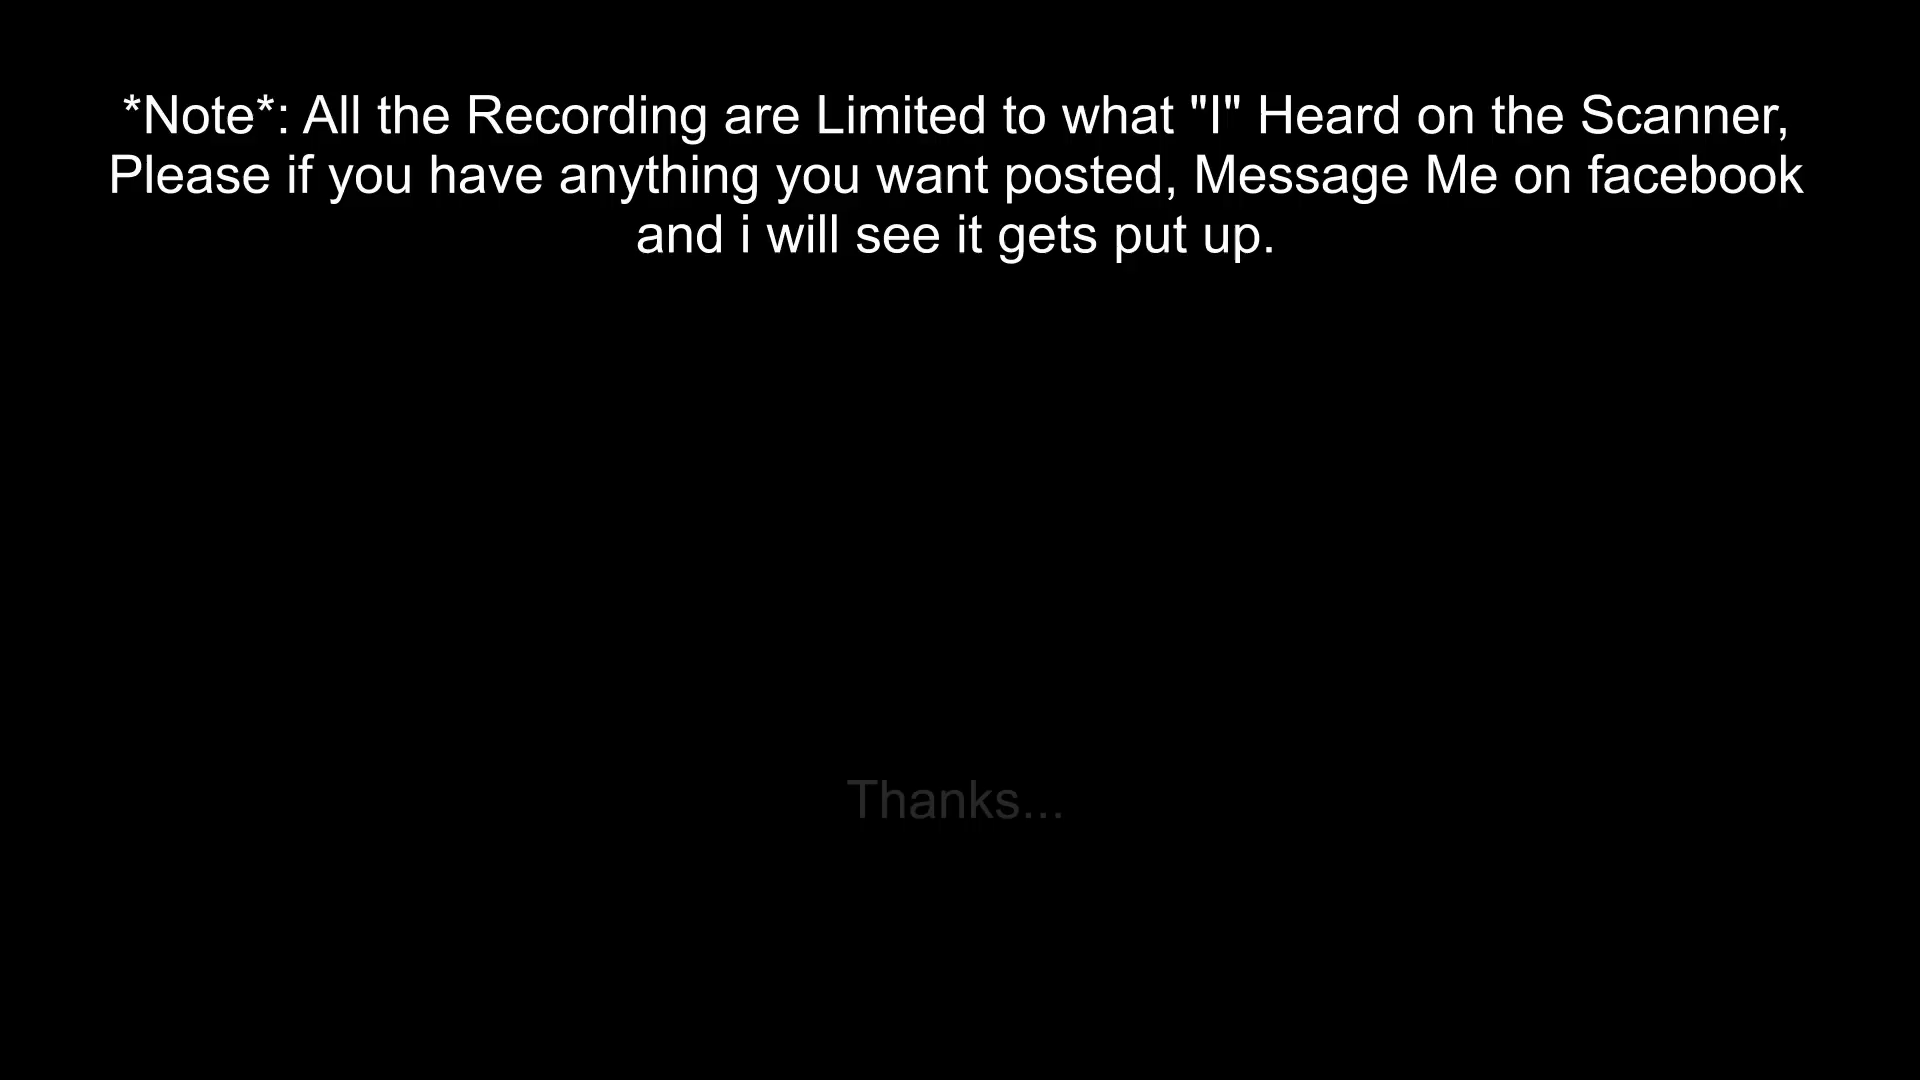 *Note*: All the Recording are Limited to what "I" Heard on the Scanner,
Please if you have anything you want posted, Message Me on facebook
and i will see it gets put up.
Thanks...